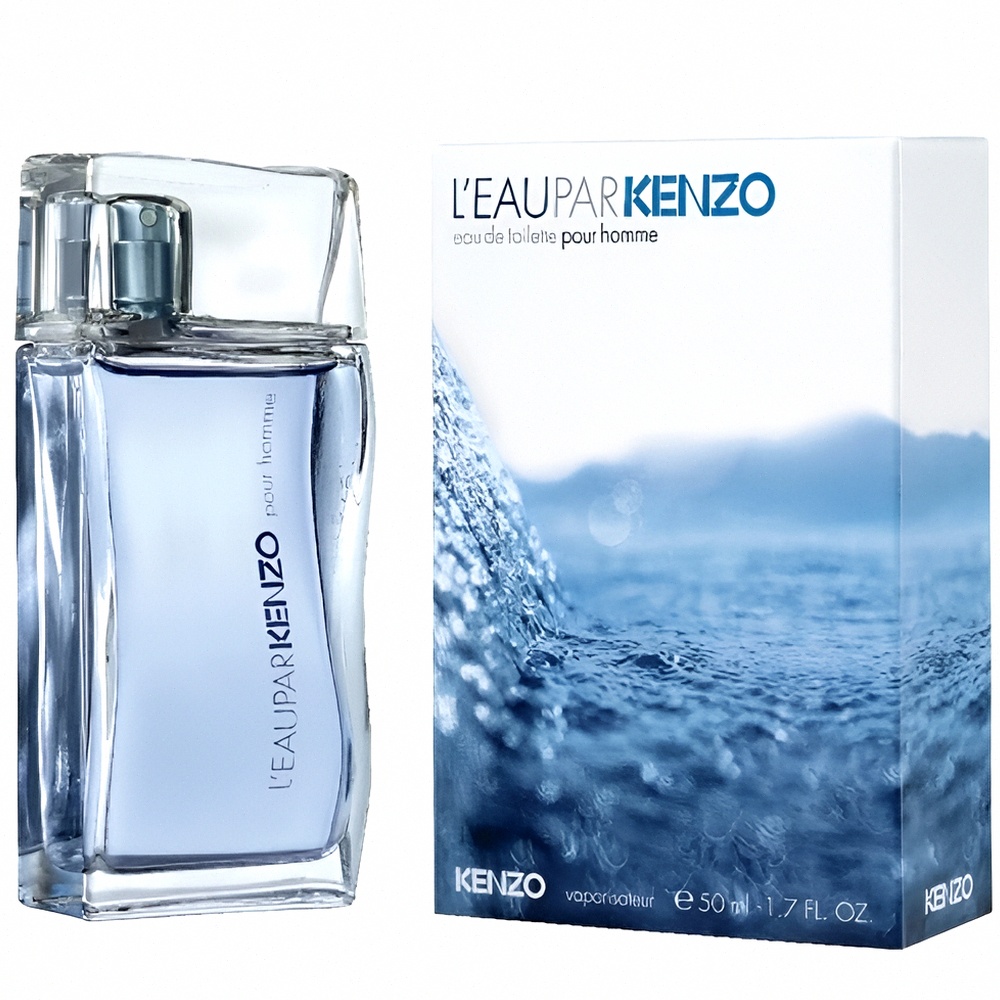 L'EAUPARKENZO pour homme
L'EAUPARKENZO
eau de toilette pour homme
KENZO vaporisateur e 50 ml - 1.7 FL. OZ.
KENZO